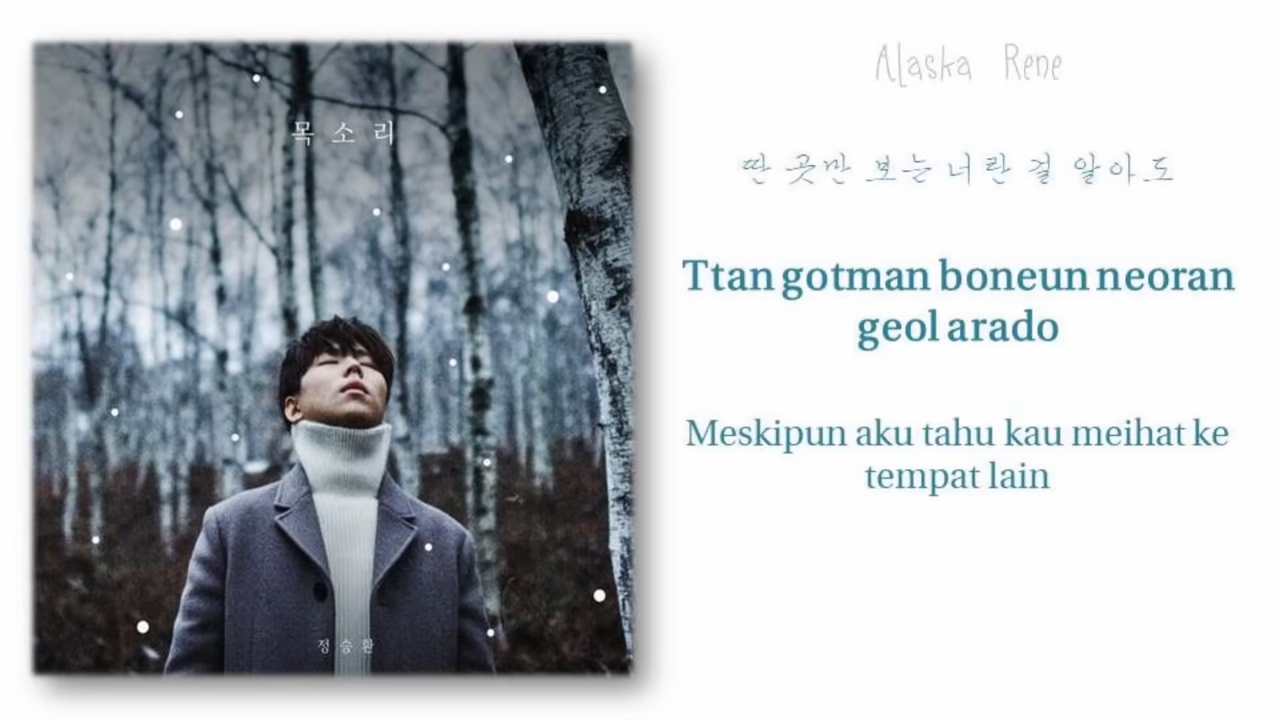 목소리
정승환
Alaska Rene
딴 곳만 보는 너란 걸 알아도
Ttan gotman boneun neoran
geol arado
Meskipun aku tahu kau meihat ke
tempat lain